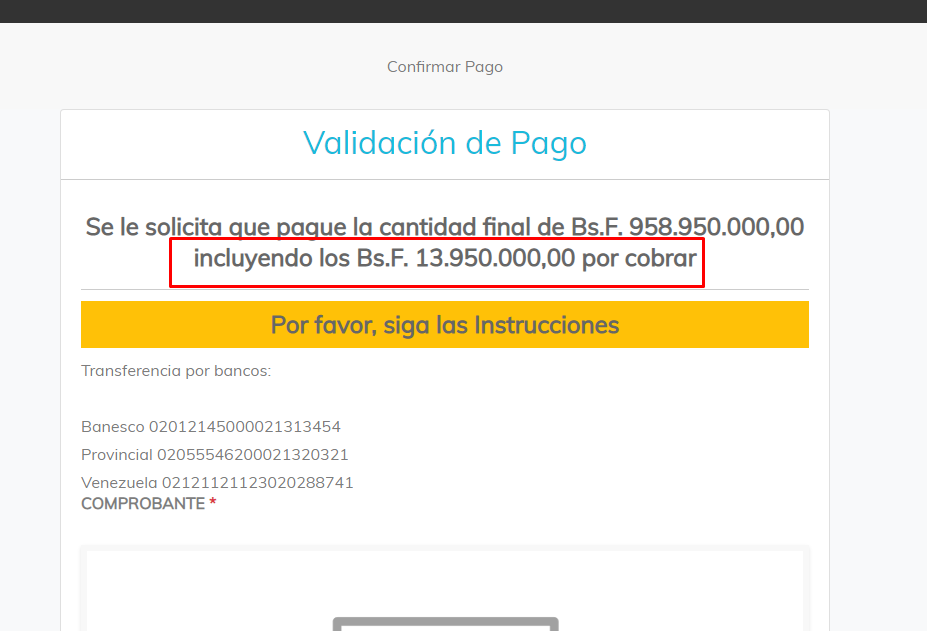 Confirmar Pago
Validación de Pago
Se le solicita que pague la cantidad final de Bs.F. 958.950.000,00
incluyendo los Bs.F. 13.950.000,00 por cobrar
Por favor, siga las Instrucciones
Transferencia por bancos:
Banesco 02012145000021313454
Provincial 02055546200021320321
Venezuela 02121121123020288741
COMPROBANTE *